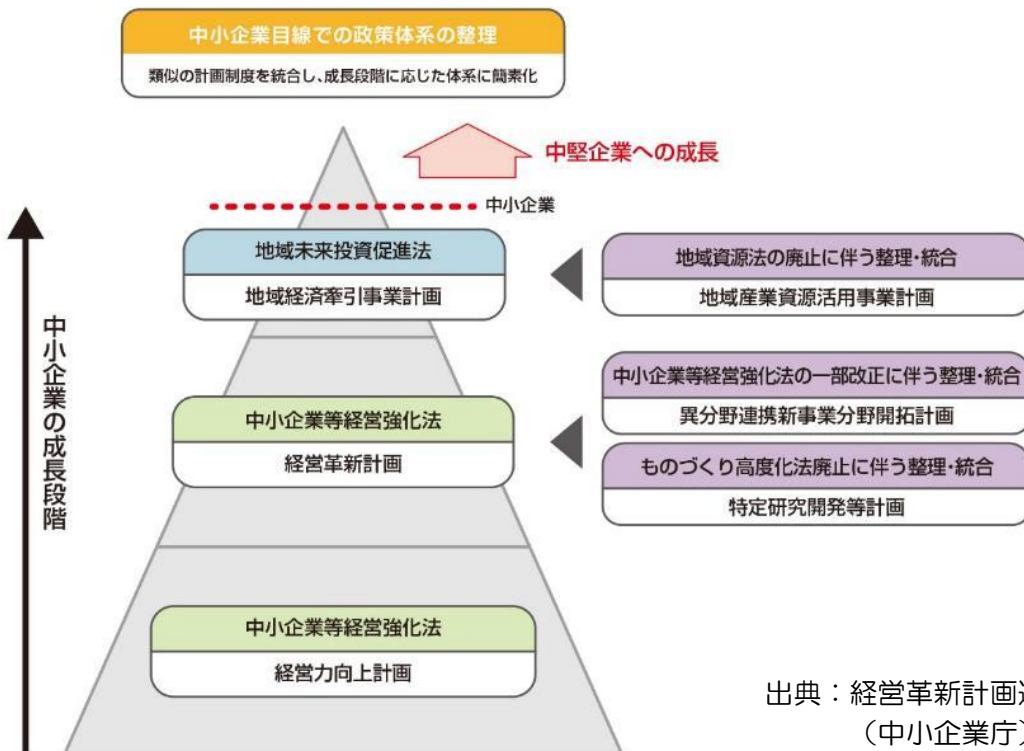 中小企業目線での政策体系の整理
類似の計画制度を統合し、成長段階に応じた体系に簡素化
中堅企業への成長
中小企業
地域未来投資促進法
地域経済牽引事業計画
地域資源法の廃止に伴う整理・統合
地域産業資源活用事業計画
中小企業の成長段階
中小企業等経営強化法
経営革新計画
中小企業等経営強化法の一部改正に伴う整理・統合
異分野連携新事業分野開拓計画
ものづくり高度化法廃止に伴う整理・統合
特定研究開発等計画
中小企業等経営強化法
経営力向上計画
出典：経営革新計画
（中小企業庁）